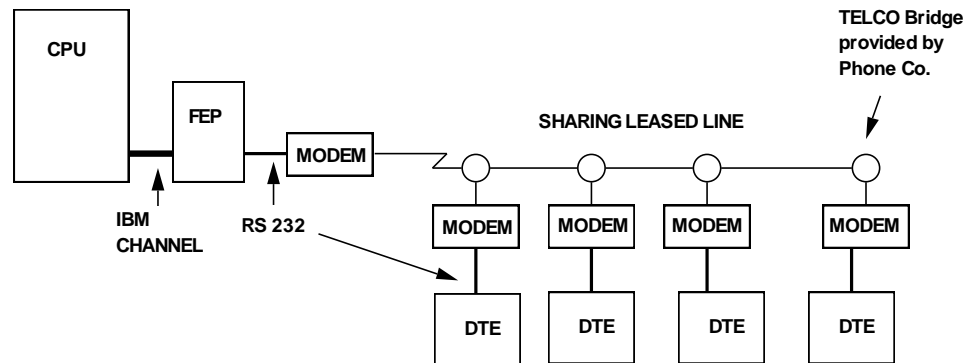 TELCO Bridge
provided by
Phone Co.
CPU
FEP
SHARING LEASED LINE
MODEM
IBM
CHANNEL
RS 232
MODEM
MODEM
MODEM
MODEM
DTE
DTE
DTE
DTE